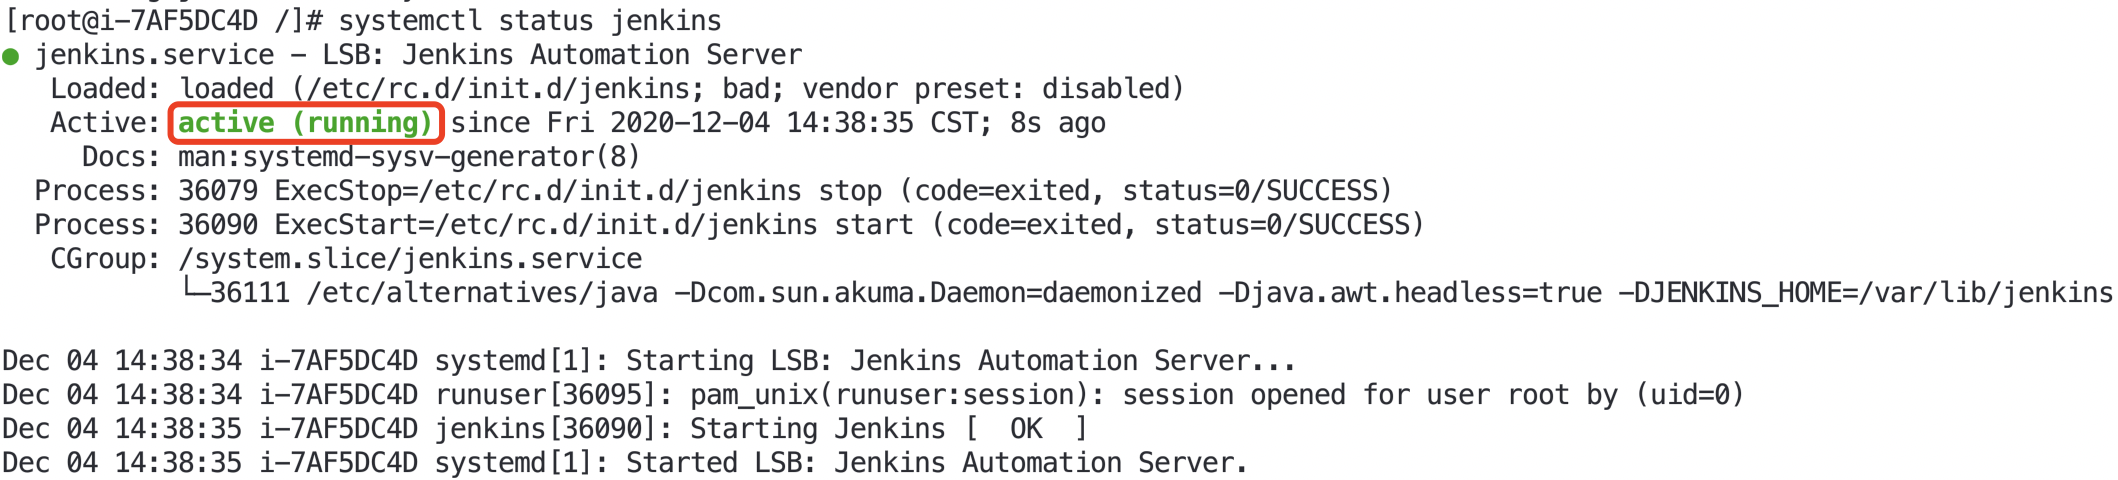 [root@i-7AF5DC4D /]# systemctl status jenkins
● jenkins.service - LSB: Jenkins Automation Server
   Loaded: loaded (/etc/rc.d/init.d/jenkins; bad; vendor preset: disabled)
   Active: active (running) since Fri 2020-12-04 14:38:35 CST; 8s ago
     Docs: man:systemd-sysv-generator(8)
  Process: 36079 ExecStop=/etc/rc.d/init.d/jenkins stop (code=exited, status=0/SUCCESS)
  Process: 36090 ExecStart=/etc/rc.d/init.d/jenkins start (code=exited, status=0/SUCCESS)
   CGroup: /system.slice/jenkins.service
           └─36111 /etc/alternatives/java -Dcom.sun.akuma.Daemon=daemonized -Djava.awt.headless=true -DJENKINS_HOME=/var/lib/jenkins

Dec 04 14:38:34 i-7AF5DC4D systemd[1]: Starting LSB: Jenkins Automation Server...
Dec 04 14:38:34 i-7AF5DC4D runuser[36095]: pam_unix(runuser:session): session opened for user root by (uid=0)
Dec 04 14:38:35 i-7AF5DC4D jenkins[36090]: Starting Jenkins [  OK  ]
Dec 04 14:38:35 i-7AF5DC4D systemd[1]: Started LSB: Jenkins Automation Server.